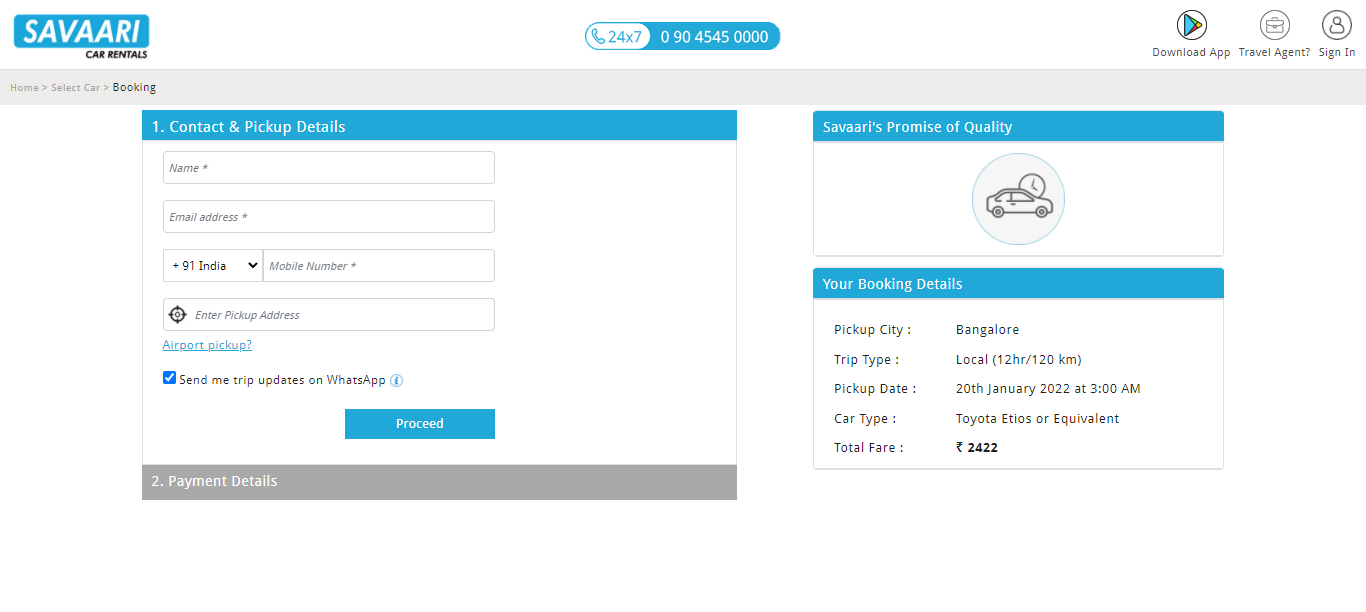 SAVAARI
CAR RENTALS
24x7 0 90 4545 0000
Download App
Travel Agent?
Sign In
Home > Select Car > Booking
1. Contact & Pickup Details
Name *
Email address *
+ 91 India
Mobile Number *
Enter Pickup Address
Airport pickup?
Send me trip updates on WhatsApp i
Proceed
2. Payment Details
Savaari's Promise of Quality
Your Booking Details
Pickup City : Bangalore
Trip Type : Local (12hr/120 km)
Pickup Date : 20th January 2022 at 3:00 AM
Car Type : Toyota Etios or Equivalent
Total Fare : ₹ 2422